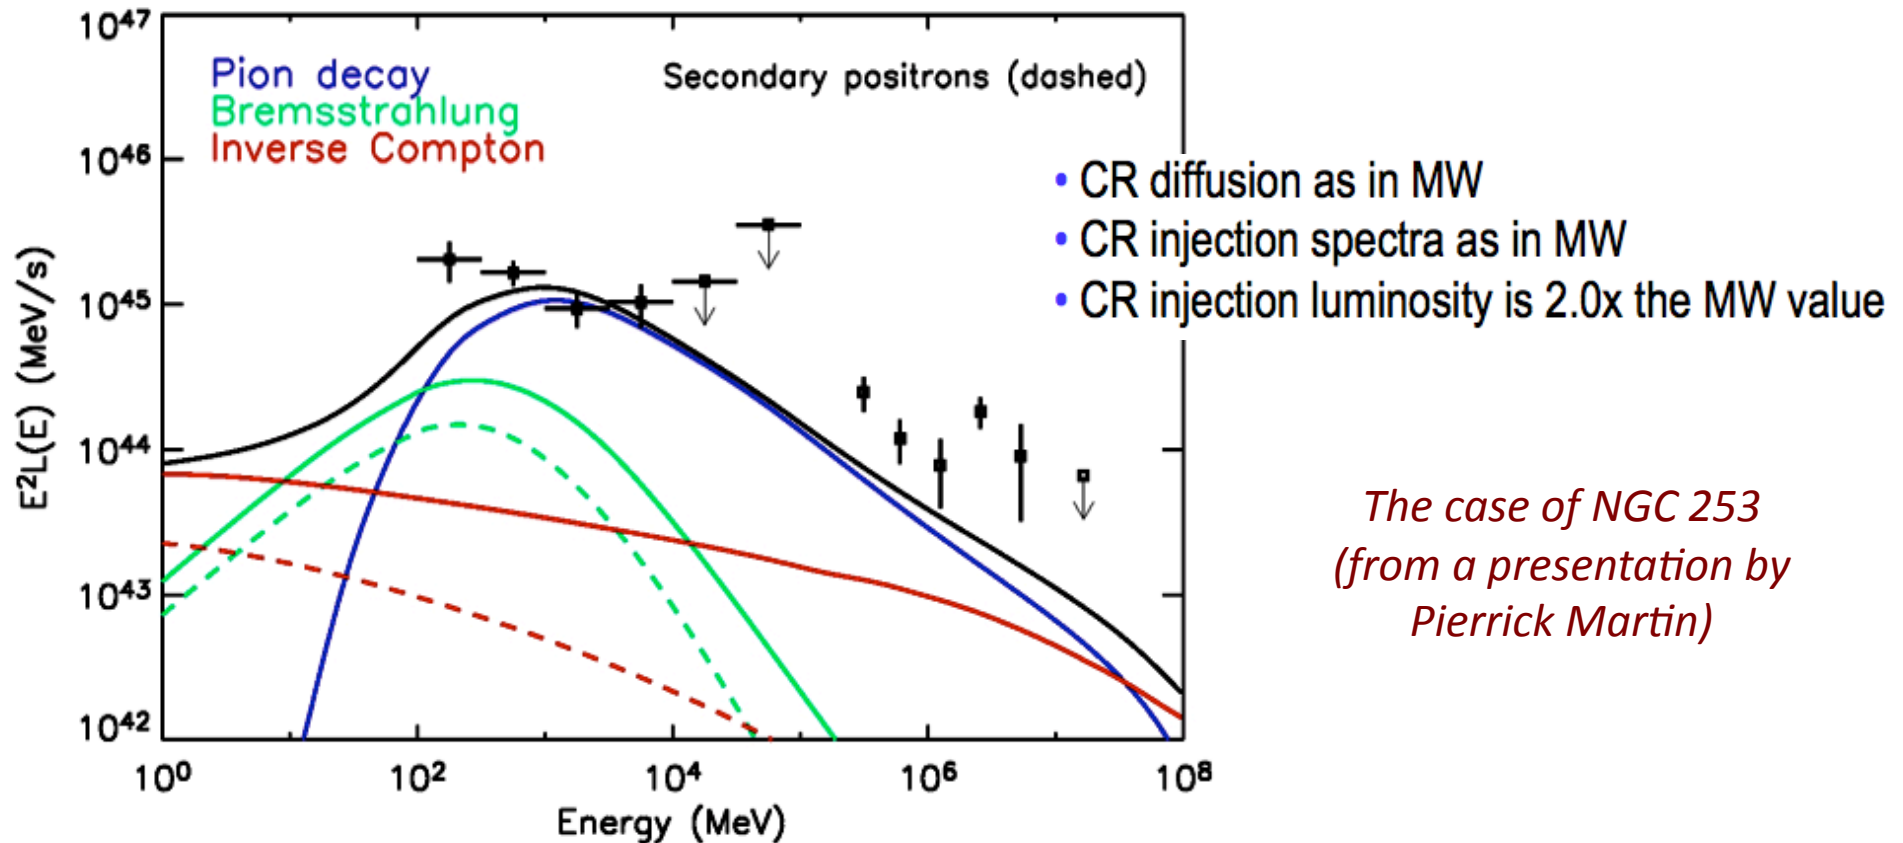 10⁴⁷
10⁴⁶
10⁴⁵
10⁴⁴
10⁴³
10⁴²
E²L(E) (MeV/s)
Pion decay
Bremsstrahlung
Inverse Compton
Secondary positrons (dashed)
10⁰ 10² 10⁴ 10⁶ 10⁸
Energy (MeV)
• CR diffusion as in MW
• CR injection spectra as in MW
• CR injection luminosity is 2.0x the MW value
The case of NGC 253
(from a presentation by
Pierrick Martin)